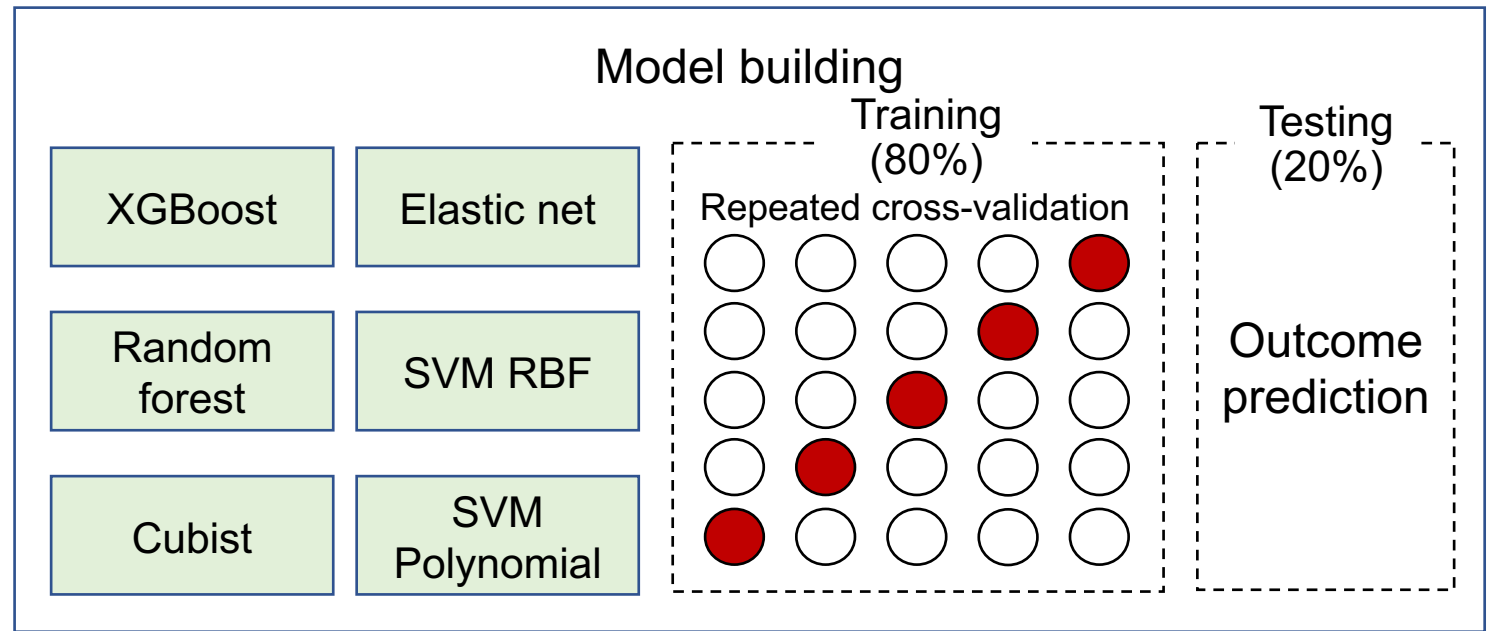 Model building
XGBoost
Elastic net
Random
forest
SVM RBF
Cubist
SVM
Polynomial
Training
(80%)
Repeated cross-validation
Testing
(20%)
Outcome
prediction